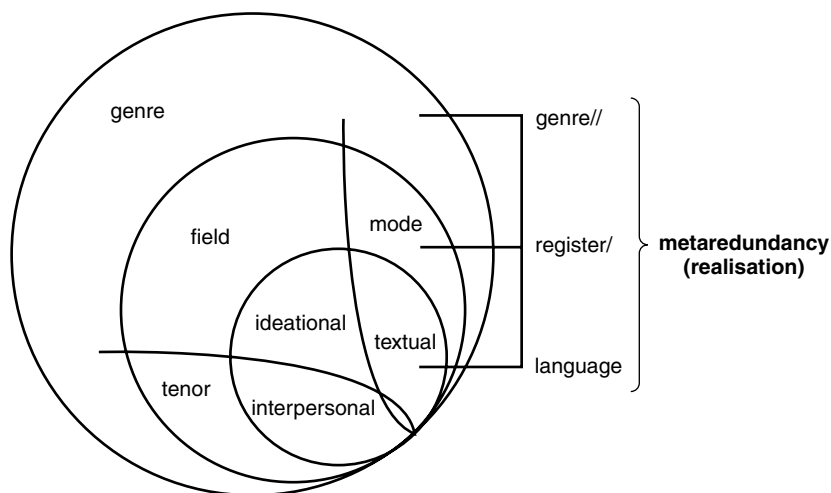 genre
genre//
mode
field
register/
metaredundancy
(realisation)
ideational
textual
language
tenor
interpersonal